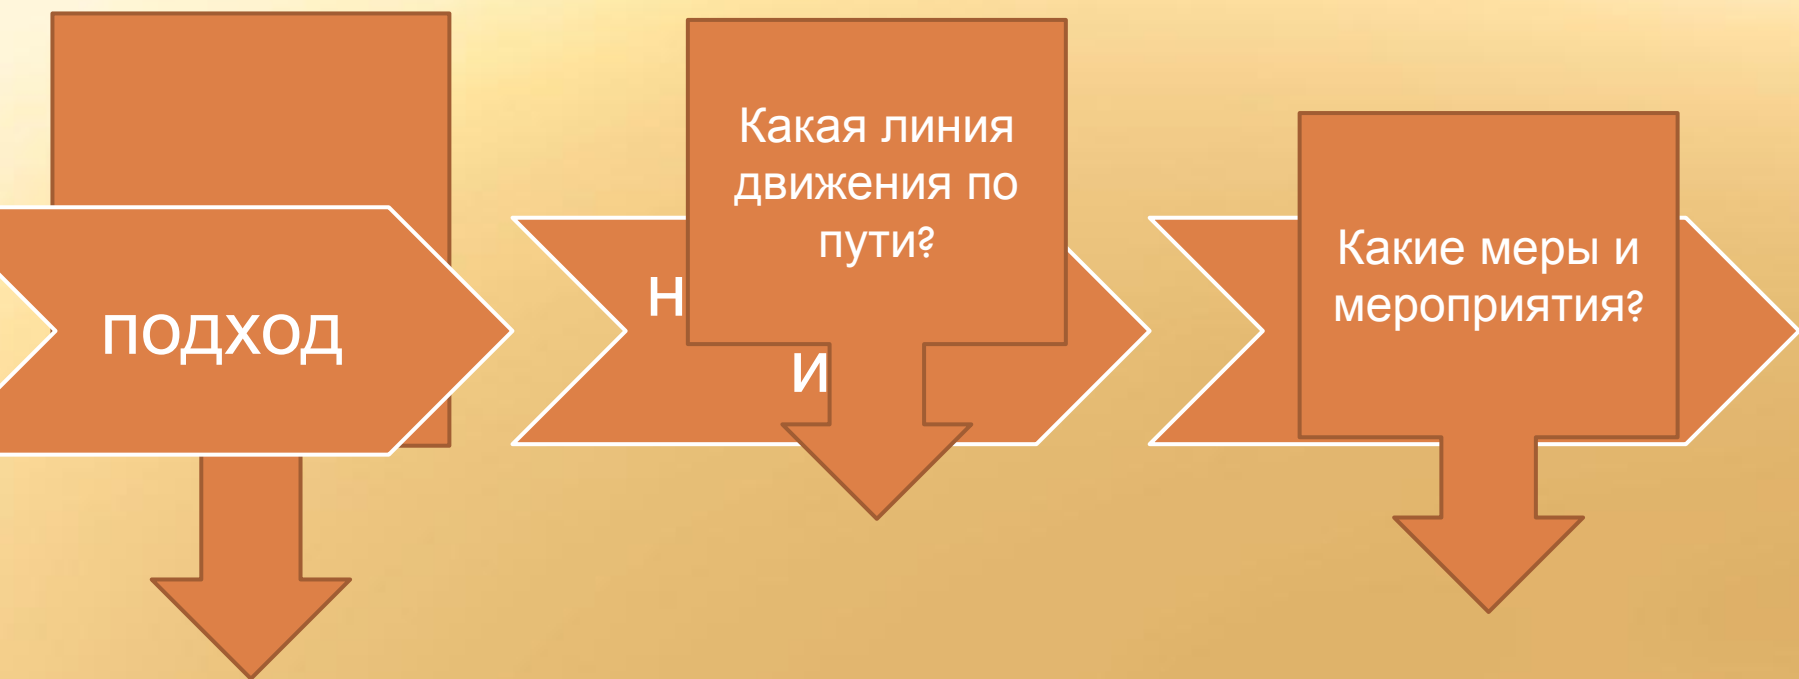 подход
Н
и
Какая линия
движения по
пути?
Какие меры и
мероприятия?